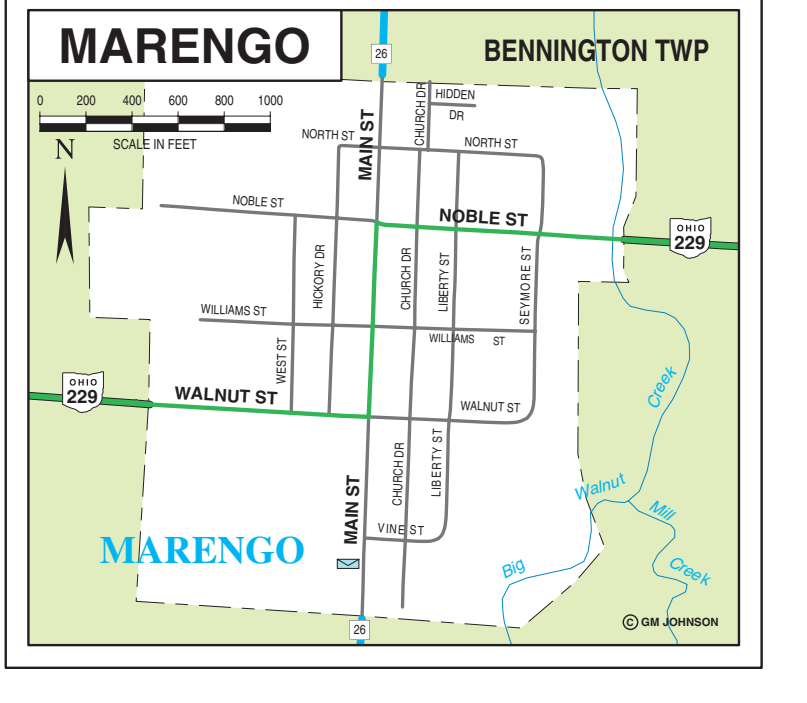 MARENGO
26
BENNINGTON TWP
0 200 400 600 800 1000
SCALE IN FEET
N
MAIN ST
CHURCH DR
HIDDEN
DR
NORTH ST
NORTH ST
NOBLE ST
NOBLE ST
OHIO
229
HICKORY DR
CHURCH DR
LIBERTY ST
SEYMORE ST
WILLIAMS ST
WILLIAMS ST
WEST ST
OHIO
229
WALNUT ST
WALNUT ST
Creek
CHURCH DR
LIBERTY ST
MAIN ST
Walnut
Mill
VINE ST
MARENGO
Big
Creek
26
© GM JOHNSON